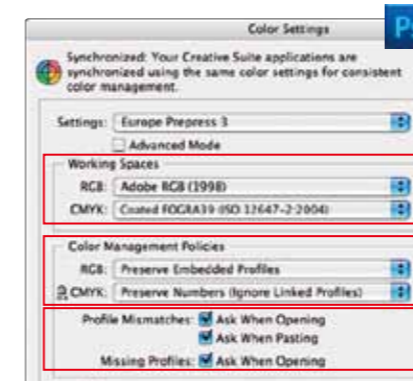 Color Settings
Ps
Synchronized: Your Creative Suite applications are
synchronized using the same color settings for consistent
color management.
Settings: Europe Prepress 3
Advanced Mode
Working Spaces
RGB: Adobe RGB (1998)
CMYK: Coated FOGRA39 (ISO 12647-2:2004)
Color Management Policies
RGB: Preserve Embedded Profiles
CMYK: Preserve Numbers (Ignore Linked Profiles)
Profile Mismatches: Ask When Opening
Ask When Pasting
Missing Profiles: Ask When Opening